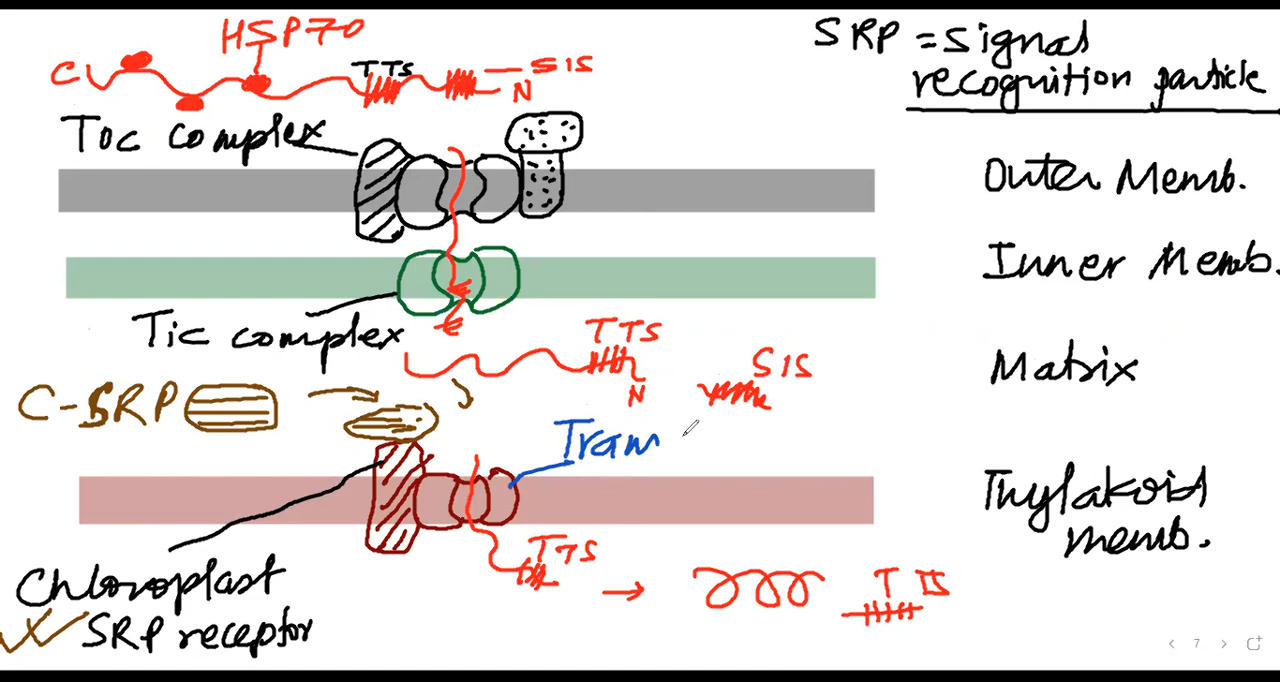 HSP70
SRP = signal
recognition particle
C
TTS
SIS
N
Toc complex
Outer Memb.
Inner Memb.
Tic complex
TTS
N
SIS
Matrix
C-SRP
Tram
Thylakoid
memb.
TTS
Chloroplast
SRP receptor
7